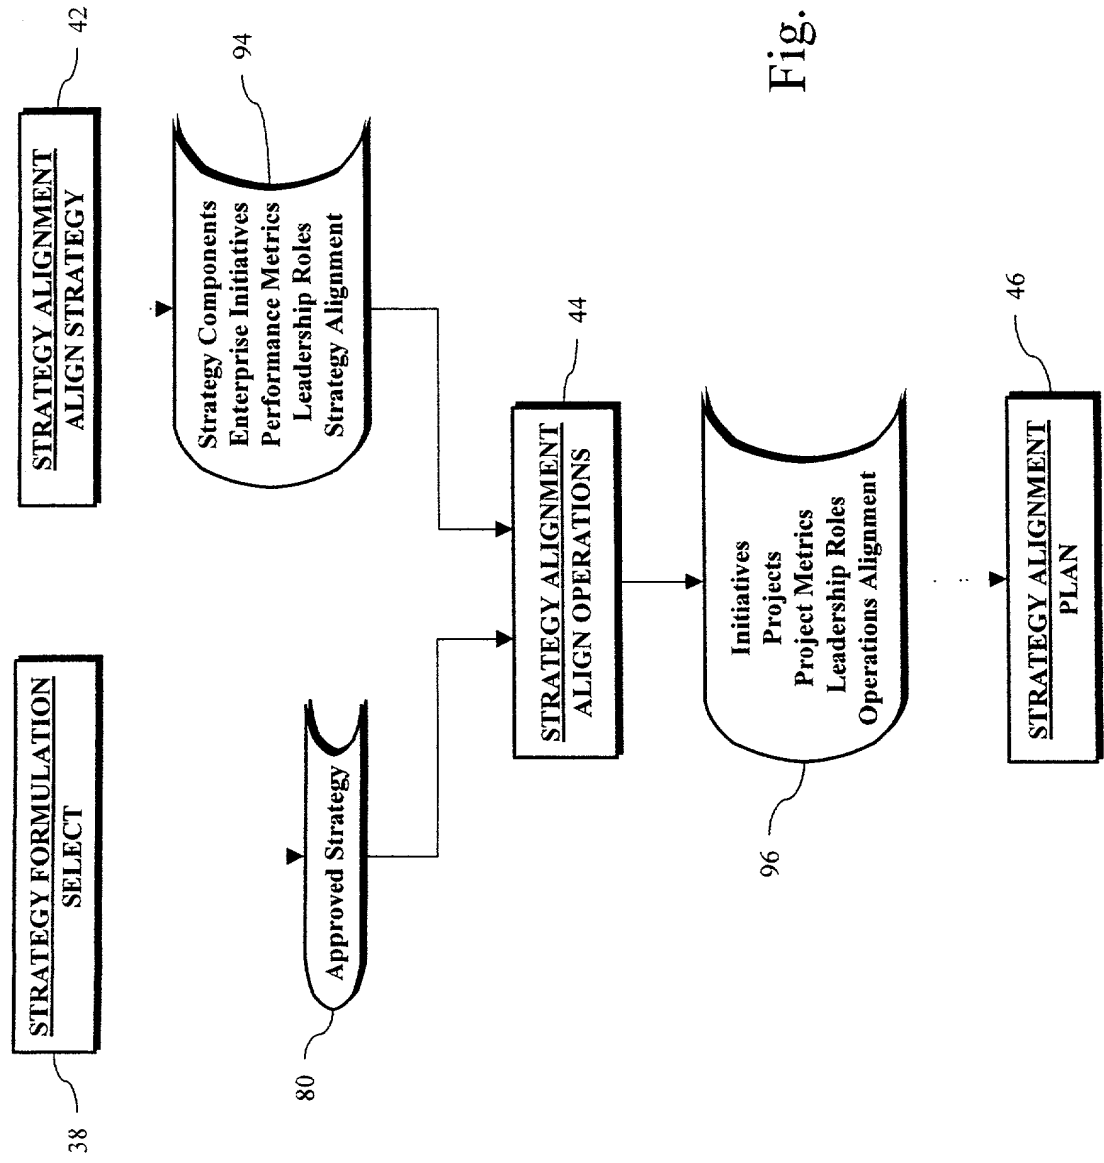 38
STRATEGY FORMULATION
SELECT
STRATEGY ALIGNMENT
ALIGN STRATEGY
42
80
Approved Strategy
Strategy Components
Enterprise Initiatives
Performance Metrics
Leadership Roles
Strategy Alignment
94
STRATEGY ALIGNMENT
ALIGN OPERATIONS
44
96
Initiatives
Projects
Project Metrics
Leadership Roles
Operations Alignment
STRATEGY ALIGNMENT
PLAN
46
Fig.